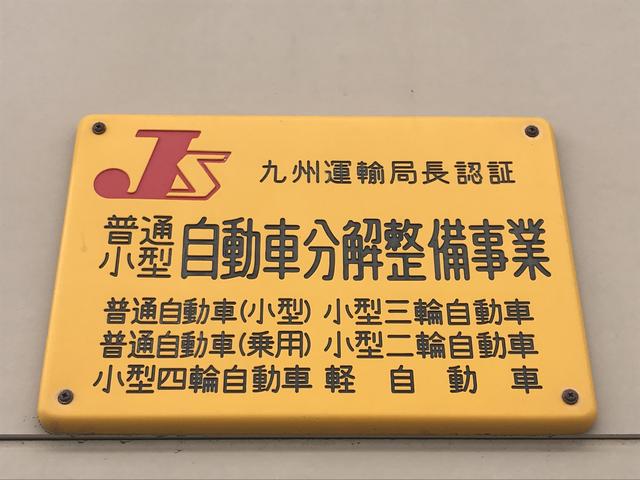 JS
九州運輸局長認証
普通
小型
自動車分解整備事業
普通自動車(小型) 小型三輪自動車
普通自動車(乗用) 小型二輪自動車
小型四輪自動車 軽自動車